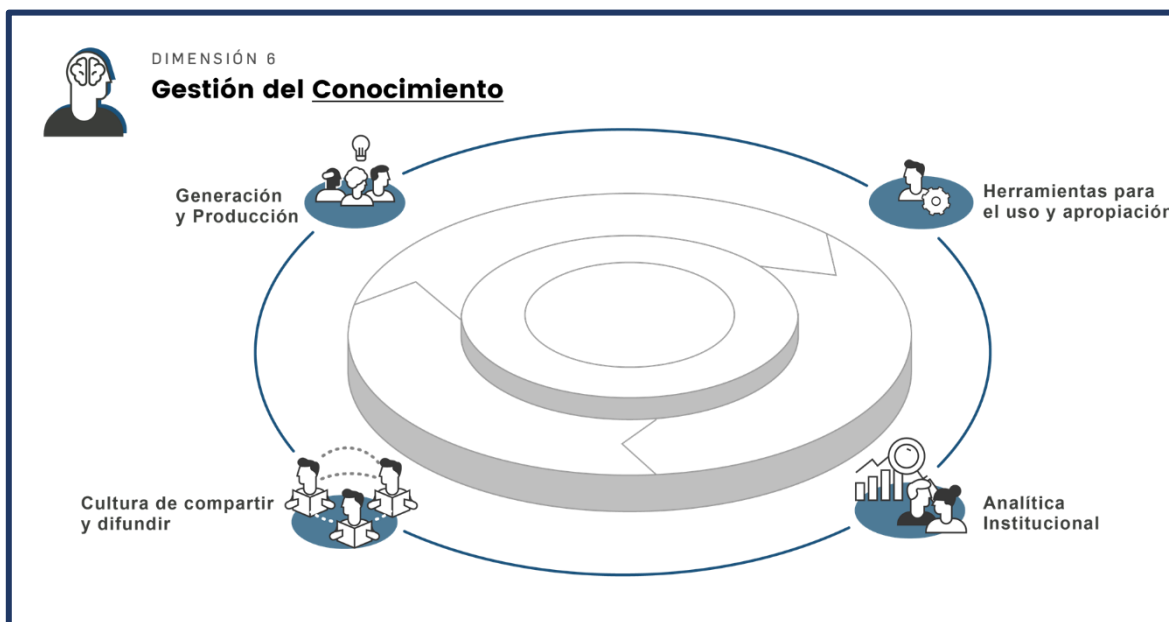 DIMENSIÓN 6
Gestión del Conocimiento
Generación
y Producción
Herramientas para
el uso y apropiación
Cultura de compartir
y difundir
Analítica
Institucional